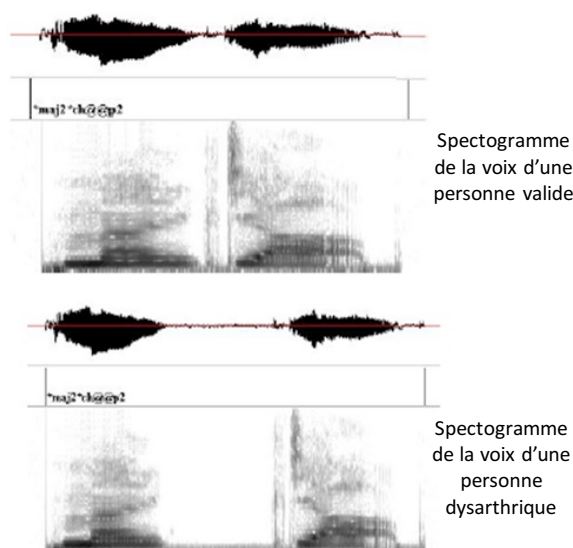 *maj2*ch@@p2
Spectogramme
de la voix d’une
personne valide
*maj2*ch@@p2
Spectogramme
de la voix d’une
personne
dysarthrique